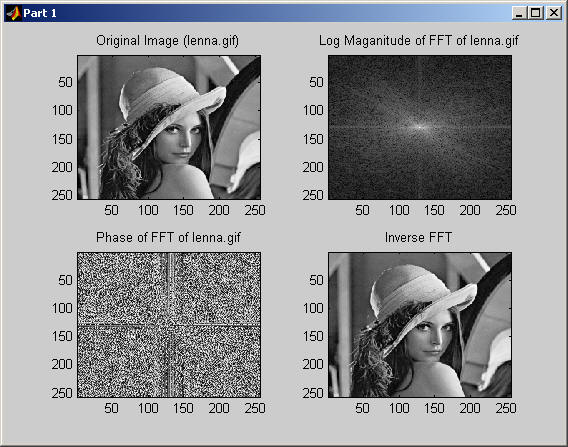 Part 1
Original Image (lenna.gif)
Log Maganitude of FFT of lenna.gif
50
100
150
200
250
50 100 150 200 250
50
100
150
200
250
50 100 150 200 250
Phase of FFT of lenna.gif
Inverse FFT
50
100
150
200
250
50 100 150 200 250
50
100
150
200
250
50 100 150 200 250